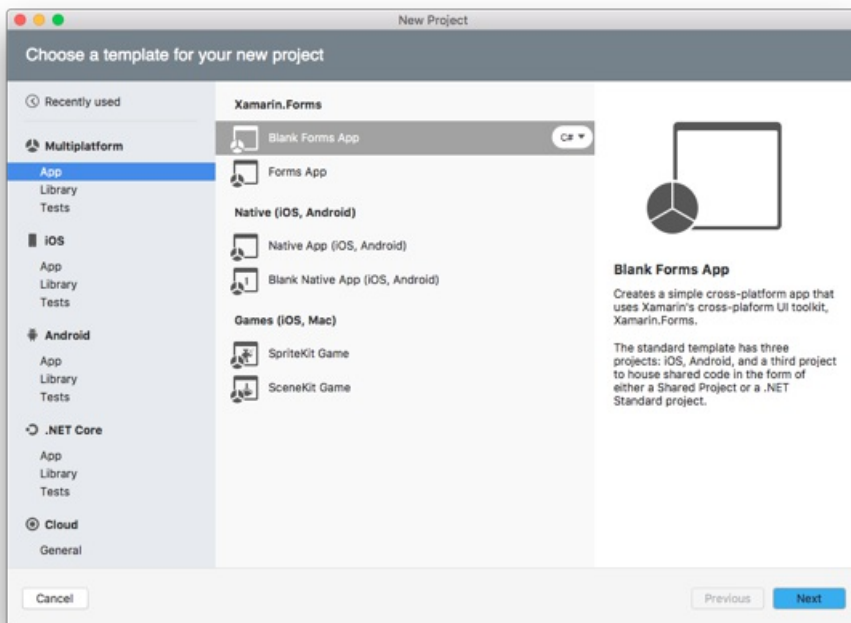 New Project
Choose a template for your new project
Recently used
Multiplatform
App
Library
Tests
iOS
App
Library
Tests
Android
App
Library
Tests
.NET Core
App
Library
Tests
Cloud
General
Xamarin.Forms
Blank Forms App
C#
Forms App
Native (iOS, Android)
Native App (iOS, Android)
1
Blank Native App (iOS, Android)
Games (iOS, Mac)
SpriteKit Game
SceneKit Game
Blank Forms App
Creates a simple cross-platform app that
uses Xamarin's cross-plaform UI toolkit,
Xamarin.Forms.
The standard template has three
projects: iOS, Android, and a third project
to house shared code in the form of
either a Shared Project or a .NET
Standard project.
Cancel
Previous
Next